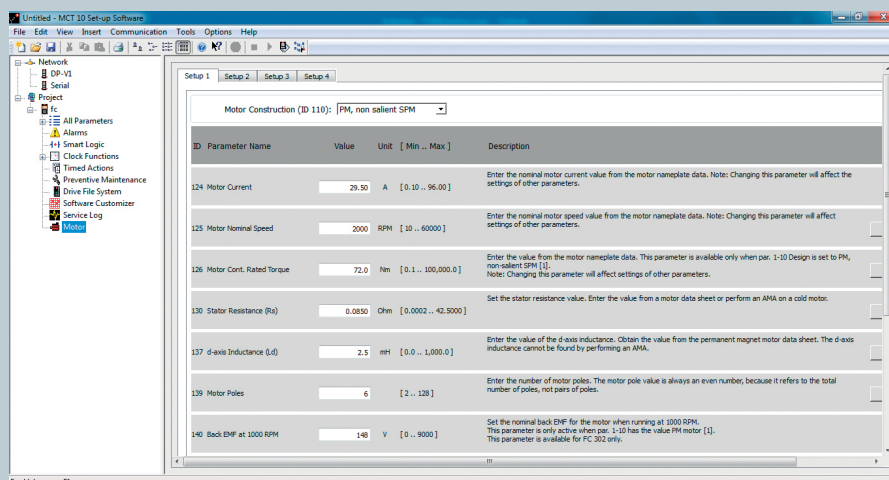 Untitled - MCT 10 Set-up Software
File Edit View Insert Communication Tools Options Help
Network
DP-V1
Serial
Project
fc
All Parameters
Alarms
Smart Logic
Clock Functions
Timed Actions
Preventive Maintenance
Drive File System
Software Customizer
Service Log
Motor
Setup 1 Setup 2 Setup 3 Setup 4
Motor Construction (ID 110): PM, non salient SPM
ID Parameter Name Value Unit [ Min .. Max ] Description
124 Motor Current 29.50 A [ 0.10 .. 96.00 ]
Enter the nominal motor current value from the motor nameplate data. Note: Changing this parameter will affect the
settings of other parameters.
125 Motor Nominal Speed 2000 RPM [ 10 .. 60000 ]
Enter the nominal motor speed value from the motor nameplate data. Note: Changing this parameter will affect
settings of other parameters.
126 Motor Cont. Rated Torque 72.0 Nm [ 0.1 .. 100,000.0 ]
Enter the value from the motor nameplate data. This parameter is available only when par. 1-10 Design is set to PM,
non-salient SPM [1].
Note: Changing this parameter will affect settings of other parameters.
130 Stator Resistance (Rs) 0.0850 Ohm [ 0.0002 .. 42.5000 ]
Set the stator resistance value. Enter the value from a motor data sheet or perform an AMA on a cold motor.
137 d-axis Inductance (Ld) 2.5 mH [ 0.0 .. 1,000.0 ]
Enter the value of the d-axis inductance. Obtain the value from the permanent magnet motor data sheet. The d-axis
inductance cannot be found by performing an AMA.
139 Motor Poles 6 [ 2 .. 128 ]
Enter the number of motor poles. The motor pole value is always an even number, because it refers to the total
number of poles, not pairs of poles.
140 Back EMF at 1000 RPM 148 V [ 0 .. 9000 ]
Set the nominal back EMF for the motor when running at 1000 RPM.
This parameter is only active when par. 1-10 has the value PM motor [1].
This parameter is available for FC 302 only.